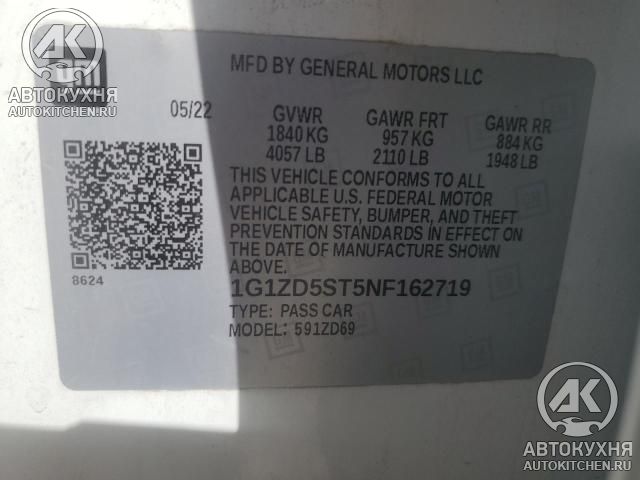 MFD BY GENERAL MOTORS LLC
05/22 GVWR GAWR FRT GAWR RR
1840 KG 957 KG 884 KG
4057 LB 2110 LB 1948 LB
THIS VEHICLE CONFORMS TO ALL
APPLICABLE U.S. FEDERAL MOTOR
VEHICLE SAFETY, BUMPER, AND THEFT
PREVENTION STANDARDS IN EFFECT ON
THE DATE OF MANUFACTURE SHOWN
ABOVE.
8624
1G1ZD5ST5NF162719
TYPE: PASS CAR
MODEL: 591ZD69
АК
АВТОКУХНЯ
AUTOKITCHEN.RU
АК
АВТОКУХНЯ
AUTOKITCHEN.RU